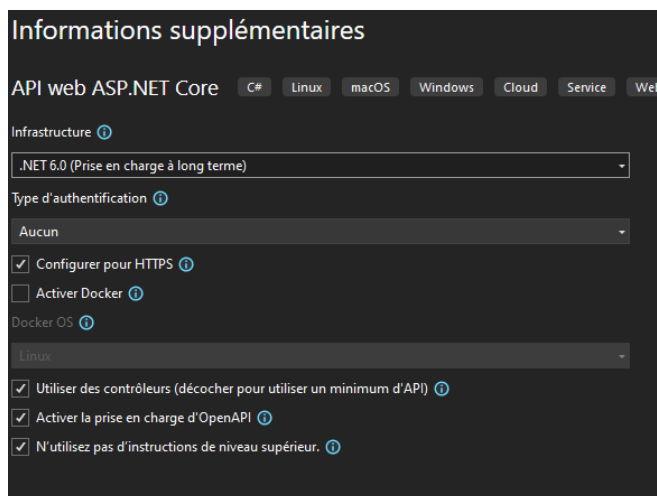 Informations supplémentaires
API web ASP.NET Core C# Linux macOS Windows Cloud Service Web
Infrastructure
.NET 6.0 (Prise en charge à long terme)
Type d'authentification
Aucun
Configurer pour HTTPS
Activer Docker
Docker OS
Linux
Utiliser des contrôleurs (décocher pour utiliser un minimum d'API)
Activer la prise en charge d'OpenAPI
N'utilisez pas d'instructions de niveau supérieur.